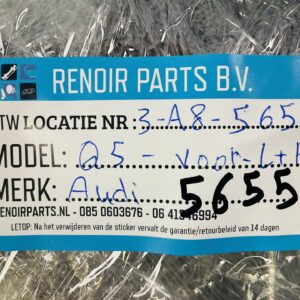 RENOIR PARTS B.V.
TW LOCATIE NR : 3-A8-565
MODEL: Q5 - voor-L+
MERK: Audi 5655
RENOIRPARTS.NL - 085 0603676 - 06 41946994
LETOP: Na het verwijderen van de sticker vervalt de garantie/retourbeleid van 14 dagen